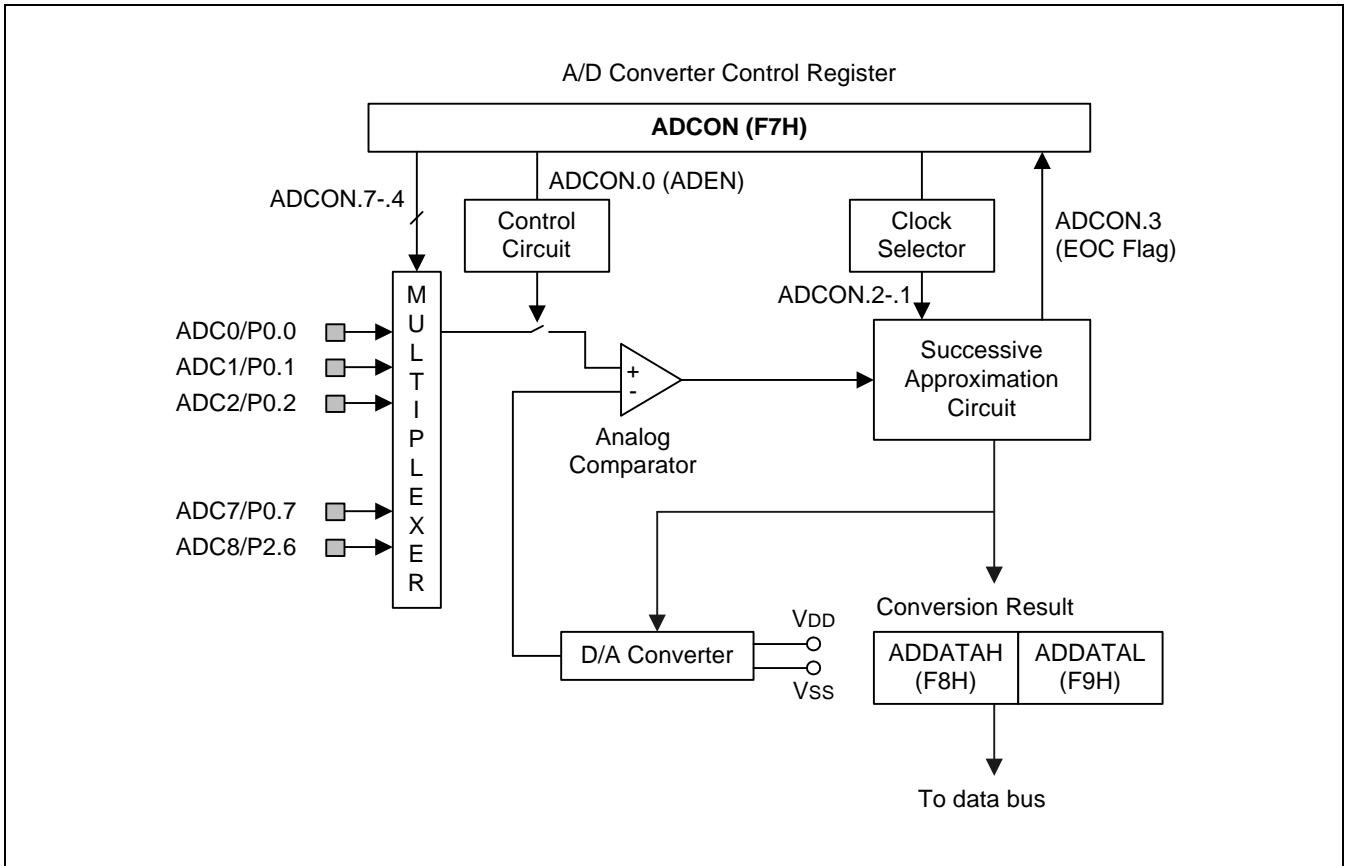 A/D Converter Control Register
ADCON (F7H)
ADCON.7-.4
ADCON.0 (ADEN)
Control
Circuit
Clock
Selector
ADCON.3
(EOC Flag)
ADCON.2-.1
MULTIPLEXER
ADC0/P0.0
ADC1/P0.1
ADC2/P0.2
ADC7/P0.7
ADC8/P2.6
+
-
Analog
Comparator
Successive
Approximation
Circuit
D/A Converter
VDD
VSS
Conversion Result
ADDATAH
(F8H)
ADDATAL
(F9H)
To data bus